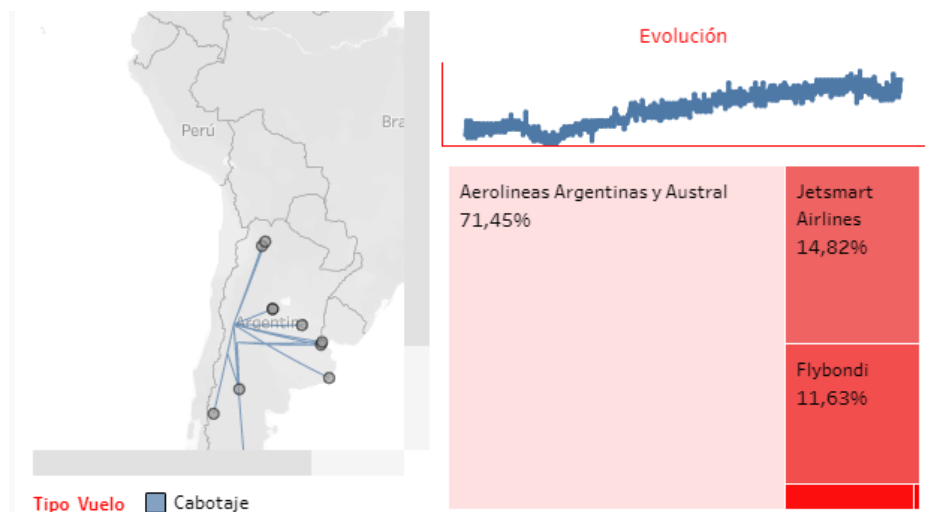 Evolución
Perú
Bra
Argentin
Aerolineas Argentinas y Austral
71,45%
Jetsmart
Airlines
14,82%
Flybondi
11,63%
Tipo Vuelo
Cabotaje